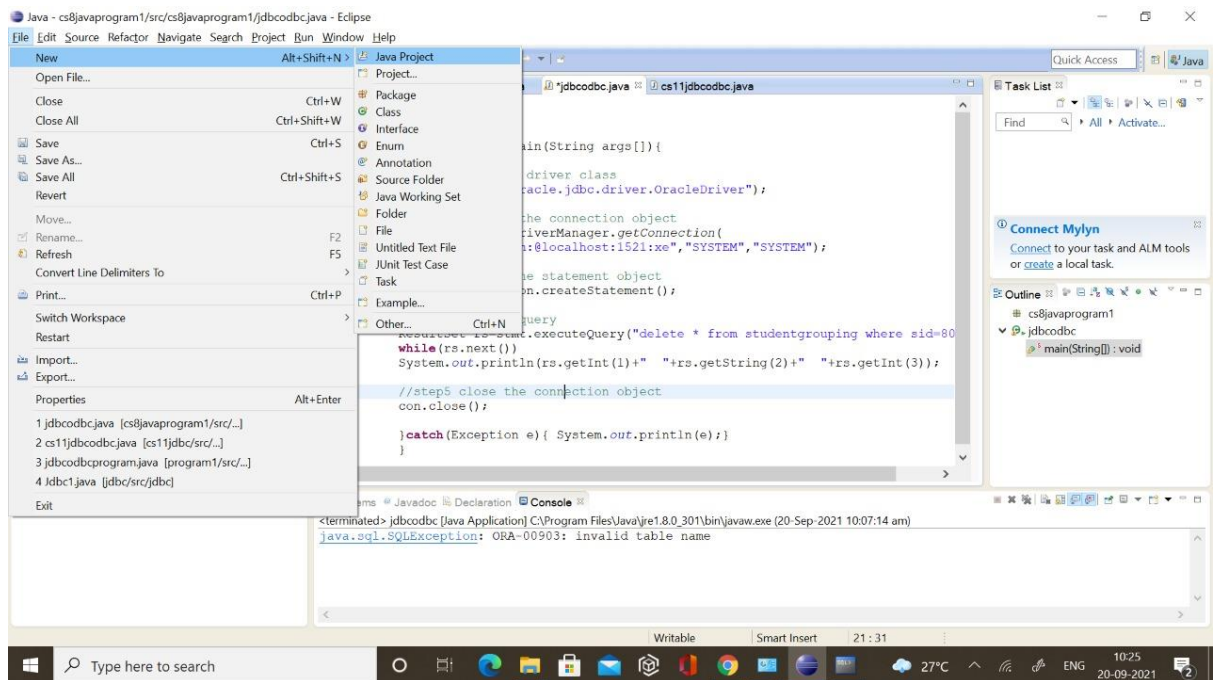 Java - cs8javaprogram1/src/cs8javaprogram1/jdbcodbc.java - Eclipse
File Edit Source Refactor Navigate Search Project Run Window Help
New Alt+Shift+N >
Open File...
Close Ctrl+W
Close All Ctrl+Shift+W
Save Ctrl+S
Save As...
Save All Ctrl+Shift+S
Revert
Move...
Rename... F2
Refresh F5
Convert Line Delimiters To >
Print... Ctrl+P
Switch Workspace >
Restart
Import...
Export...
Properties Alt+Enter
1 jdbcodbc.java [cs8javaprogram1/src/...]
2 cs11jdbcodbc.java [cs11jdbc/src/...]
3 jdbcodbcprogram.java [program1/src/...]
4 Jdbc1.java [jdbc/src/jdbc]
Exit
Java Project
Project...
Package
Class
Interface
Enum
Annotation
Source Folder
Java Working Set
Folder
File
Untitled Text File
JUnit Test Case
Task
Example...
Other... Ctrl+N
Quick Access
Java
*jdbcodbc.java cs11jdbcodbc.java
ain(String args[]){
driver class
racle.jdbc.driver.OracleDriver");
the connection object
riverManager.getConnection(
n:@localhost:1521:xe","SYSTEM","SYSTEM");
he statement object
on.createStatement();
query
ResultSet rs=stmt.executeQuery("delete * from studentgrouping where sid=80
while(rs.next())
System.out.println(rs.getInt(1)+" "+rs.getString(2)+" "+rs.getInt(3));
//step5 close the connection object
con.close();
}catch(Exception e){ System.out.println(e);}
}
Task List
Find All Activate...
Connect Mylyn
Connect to your task and ALM tools
or create a local task.
Outline
cs8javaprogram1
jdbcodbc
main(String[]) : void
ems Javadoc Declaration Console
<terminated> jdbcodbc [Java Application] C:\Program Files\Java\jre1.8.0_301\bin\javaw.exe (20-Sep-2021 10:07:14 am)
java.sql.SQLException: ORA-00903: invalid table name
Writable Smart Insert 21 : 31
Type here to search
27°C ENG 10:25
20-09-2021
2